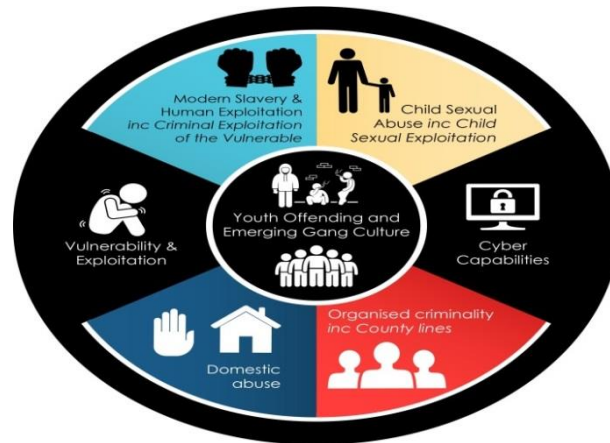 Modern Slavery &
Human Exploitation
inc Criminal Exploitation
of the Vulnerable
Child Sexual
Abuse inc Child
Sexual Exploitation
Vulnerability &
Exploitation
Youth Offending and
Emerging Gang Culture
Cyber
Capabilities
Domestic
abuse
Organised criminality
inc County lines